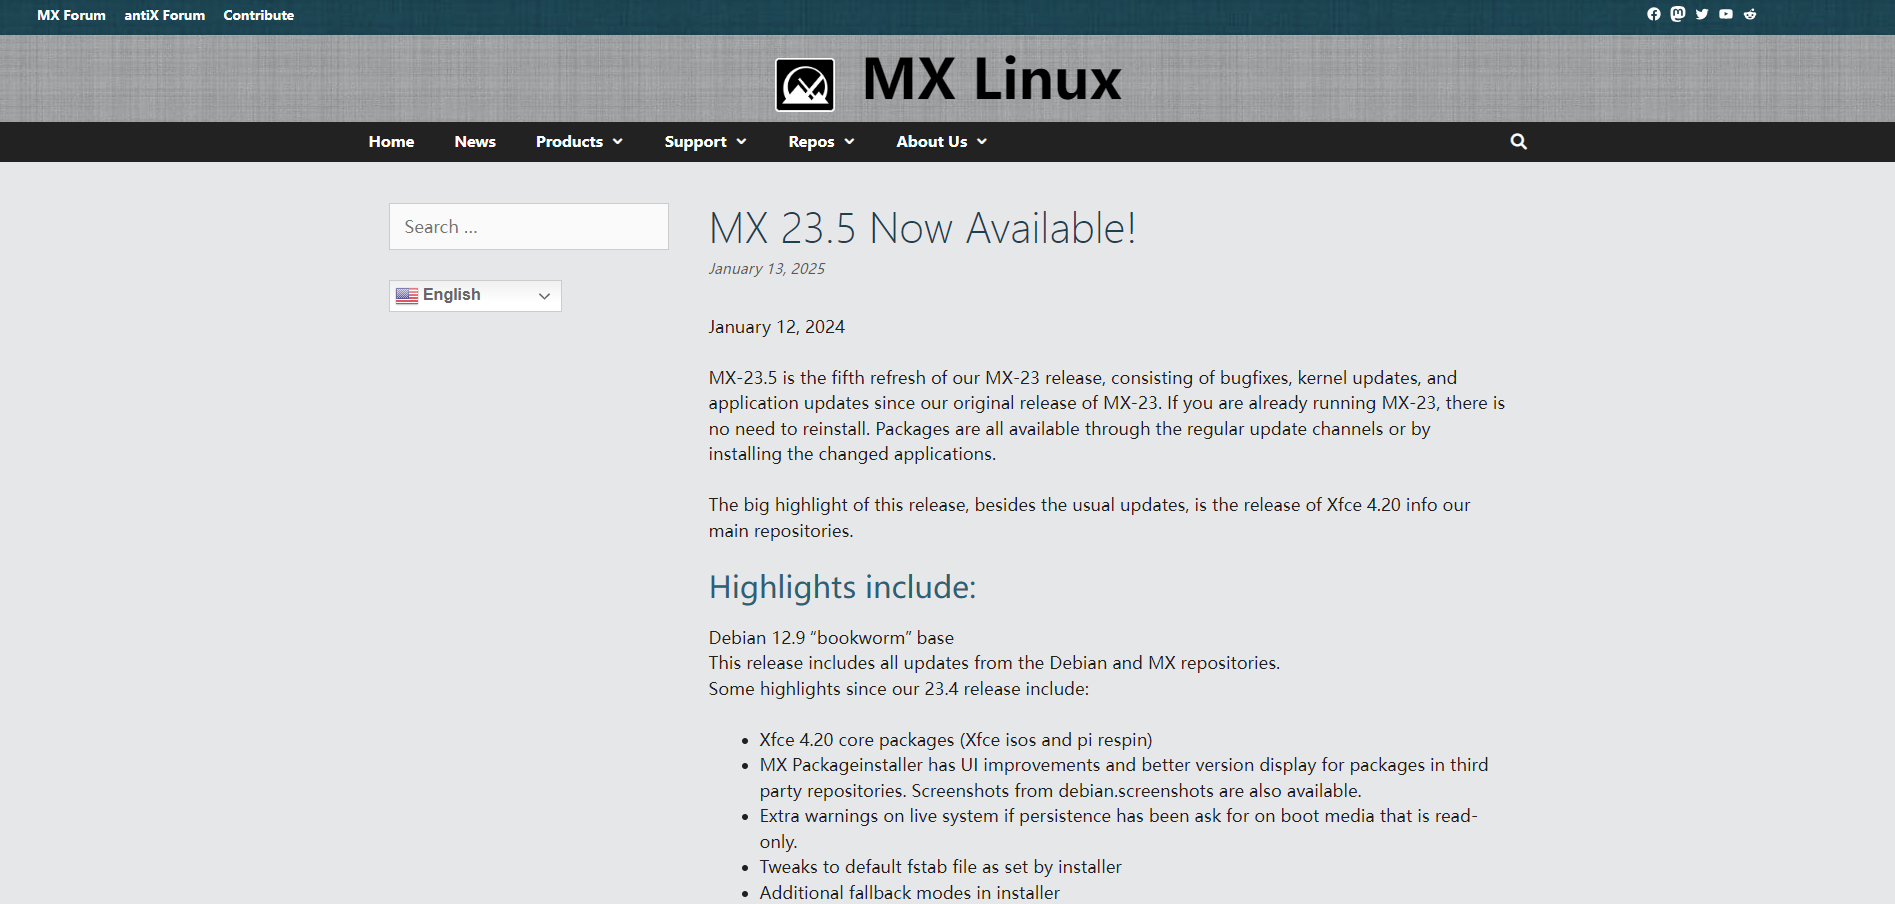 MX Forum antiX Forum Contribute
MX Linux
Home News Products Support Repos About Us
Search ...
English
MX 23.5 Now Available!
January 13, 2025
January 12, 2024
MX-23.5 is the fifth refresh of our MX-23 release, consisting of bugfixes, kernel updates, and
application updates since our original release of MX-23. If you are already running MX-23, there is
no need to reinstall. Packages are all available through the regular update channels or by
installing the changed applications.
The big highlight of this release, besides the usual updates, is the release of Xfce 4.20 info our
main repositories.
Highlights include:
Debian 12.9 “bookworm” base
This release includes all updates from the Debian and MX repositories.
Some highlights since our 23.4 release include:
• Xfce 4.20 core packages (Xfce isos and pi respin)
• MX Packageinstaller has UI improvements and better version display for packages in third
party repositories. Screenshots from debian.screenshots are also available.
• Extra warnings on live system if persistence has been ask for on boot media that is read-
only.
• Tweaks to default fstab file as set by installer
• Additional fallback modes in installer